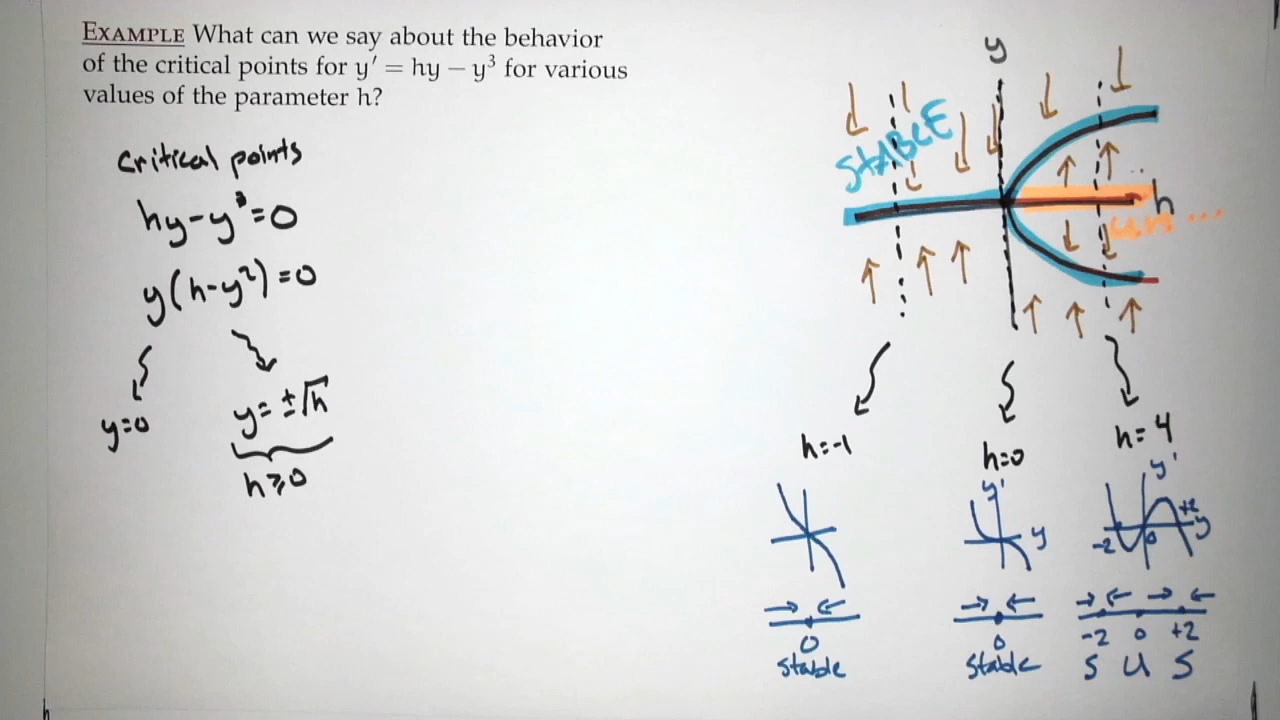 EXAMPLE What can we say about the behavior
of the critical points for y′ = hy − y³ for various
values of the parameter h?
critical points
hy-y³=0
y(h-y²)=0
y=0
y=±√h
h≥0
y
STABLE
h
un...
h=-1
h=0
h=4
y'
y
y'
y
-2
0
+2
0
stable
0
stable
-2 0 +2
S U S